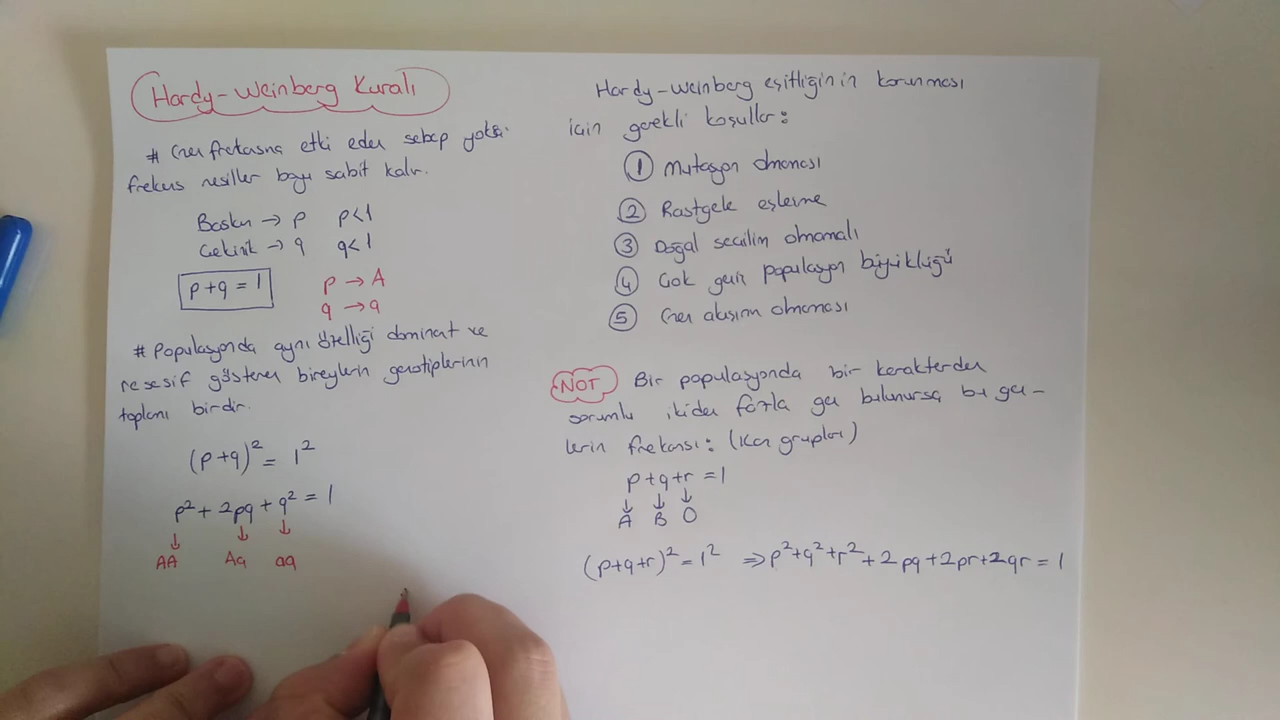 Hardy-Weinberg Kuralı
# Gen frekansına etki eden sebep yoksa
frekans nesiller boyu sabit kalır.
Baskın → p p<1
Çekinik → q q<1
p+q=1
p → A
q → a
# Populasyonda aynı özelliği dominant ve
resesif gösteren bireylerin genotiplerinin
toplamı birdir.
(p+q)² = 1²
p² + 2pq + q² = 1
↓ ↓ ↓
AA Aa aa
Hardy-Weinberg eşitliğinin korunması
için gerekli koşullar:
① Mutasyon olmaması
② Rastgele eşleşme
③ Doğal seçilim olmamalı
④ Çok geniş populasyon büyüklüğü
⑤ Gen akışının olmaması
NOT Bir populasyonda bir karakterden
sorumlu ikiden fazla gen bulunursa bu gen-
lerin frekansı: (Kan grupları)
p+q+r=1
↓ ↓ ↓
A B O
(p+q+r)² = 1² ⇒ p²+q²+r²+2pq+2pr+2qr = 1